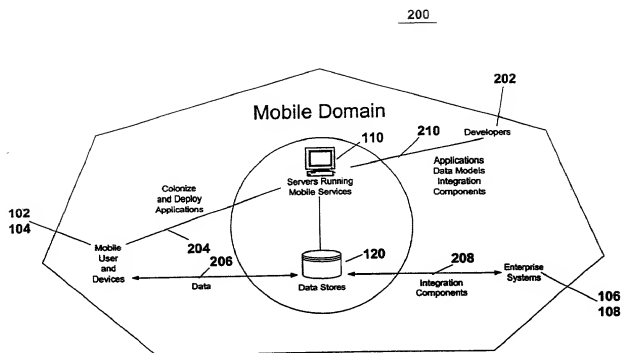 200
202
Mobile Domain
110
210
Developers
Servers Running
Mobile Services
Applications
Data Models
Integration
Components
Colonize
and Deploy
Applications
102
104
Mobile
User
and
Devices
204
206
Data
120
Data Stores
208
Integration
Components
Enterprise
Systems
106
108